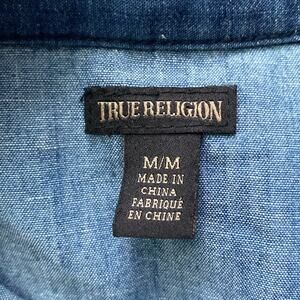 TRUE RELIGION
M/M
MADE IN
CHINA
FABRIQUÉ
EN CHINE